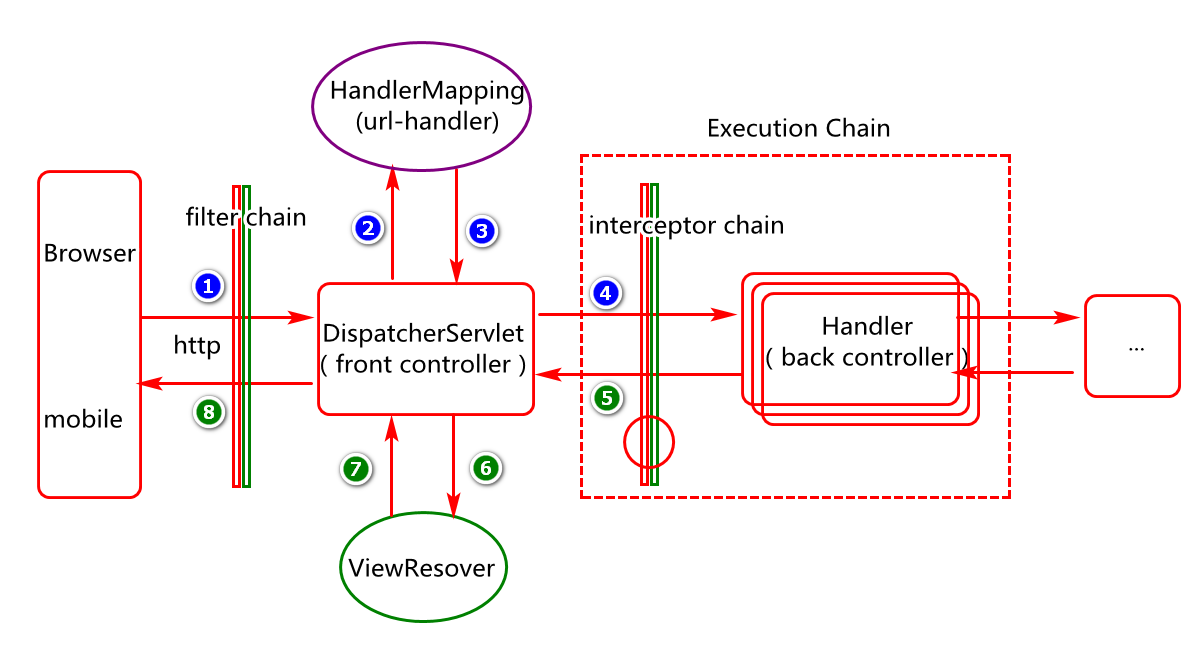 HandlerMapping
(url-handler)
Execution Chain
filter chain
interceptor chain
2
3
Browser
1
4
http
DispatcherServlet
( front controller )
Handler
( back controller )
...
mobile
8
5
7
6
ViewResover